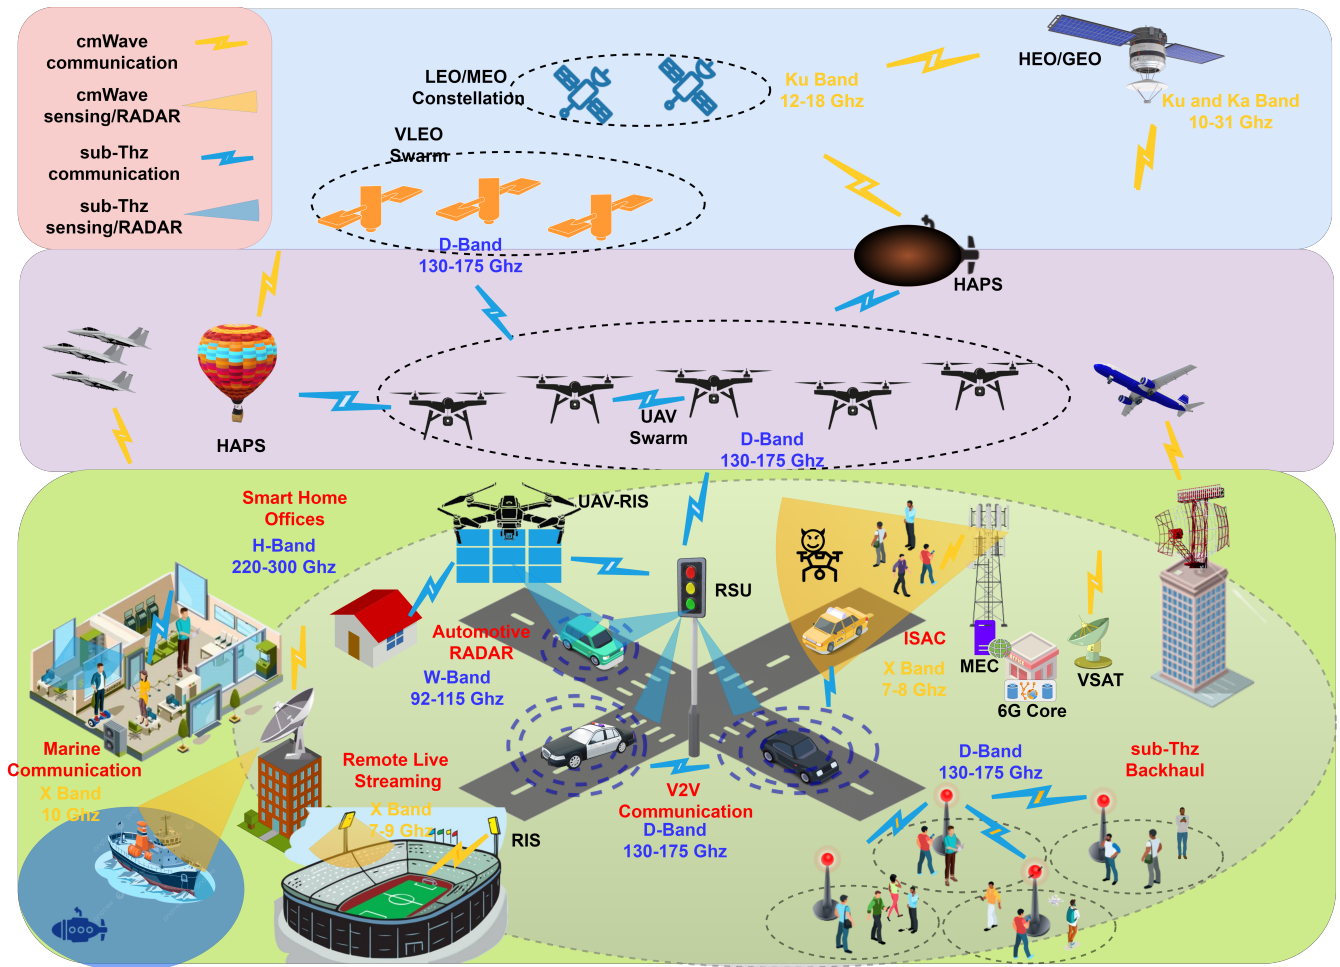 cmWave
communication
cmWave
sensing/RADAR
sub-Thz
communication
sub-Thz
sensing/RADAR
LEO/MEO
Constellation
Ku Band
12-18 Ghz
HEO/GEO
Ku and Ka Band
10-31 Ghz
VLEO
Swarm
D-Band
130-175 Ghz
HAPS
HAPS
UAV
Swarm
D-Band
130-175 Ghz
Smart Home
Offices
H-Band
220-300 Ghz
UAV-RIS
RSU
Automotive
RADAR
W-Band
92-115 Ghz
ISAC
X Band
7-8 Ghz
MEC
OFFICE
6G Core
VSAT
Marine
Communication
X Band
10 Ghz
Remote Live
Streaming
X Band
7-9 Ghz
RIS
V2V
Communication
D-Band
130-175 Ghz
D-Band
130-175 Ghz
sub-Thz
Backhaul